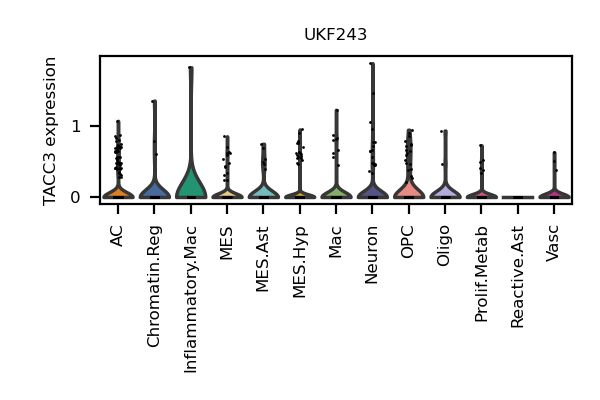 UKF243
TACC3 expression
1
0
AC
Chromatin.Reg
Inflammatory.Mac
MES
MES.Ast
MES.Hyp
Mac
Neuron
OPC
Oligo
Prolif.Metab
Reactive.Ast
Vasc